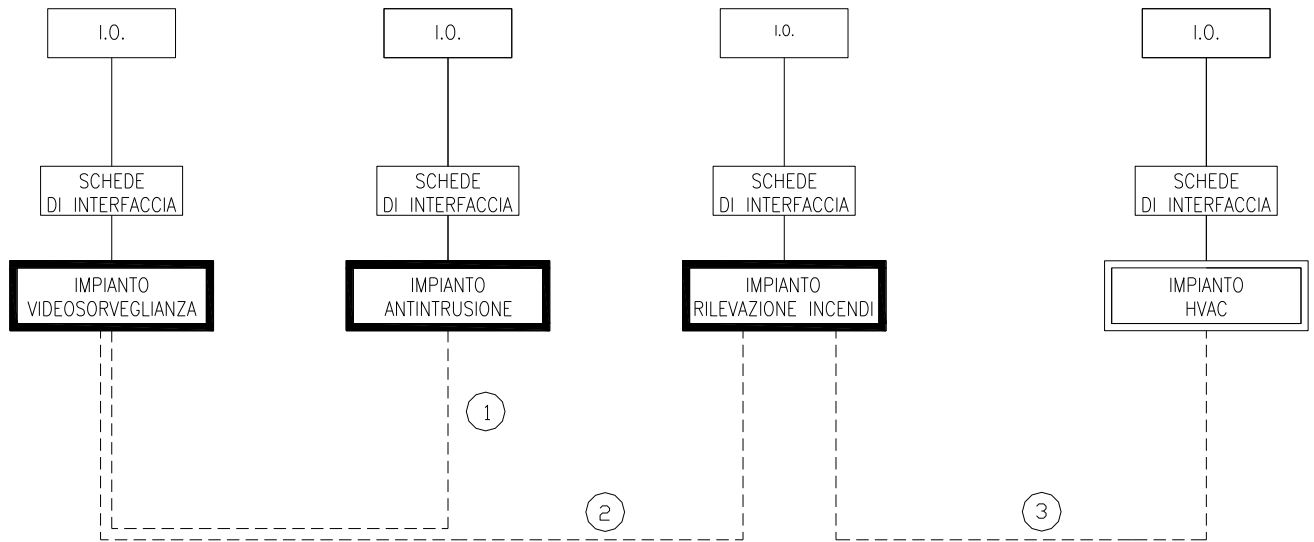 I.O.
I.O.
I.O.
I.O.
SCHEDE
DI INTERFACCIA
SCHEDE
DI INTERFACCIA
SCHEDE
DI INTERFACCIA
SCHEDE
DI INTERFACCIA
IMPIANTO
VIDEOSORVEGLIANZA
IMPIANTO
ANTINTRUSIONE
IMPIANTO
RILEVAZIONE INCENDI
IMPIANTO
HVAC
1
2
3